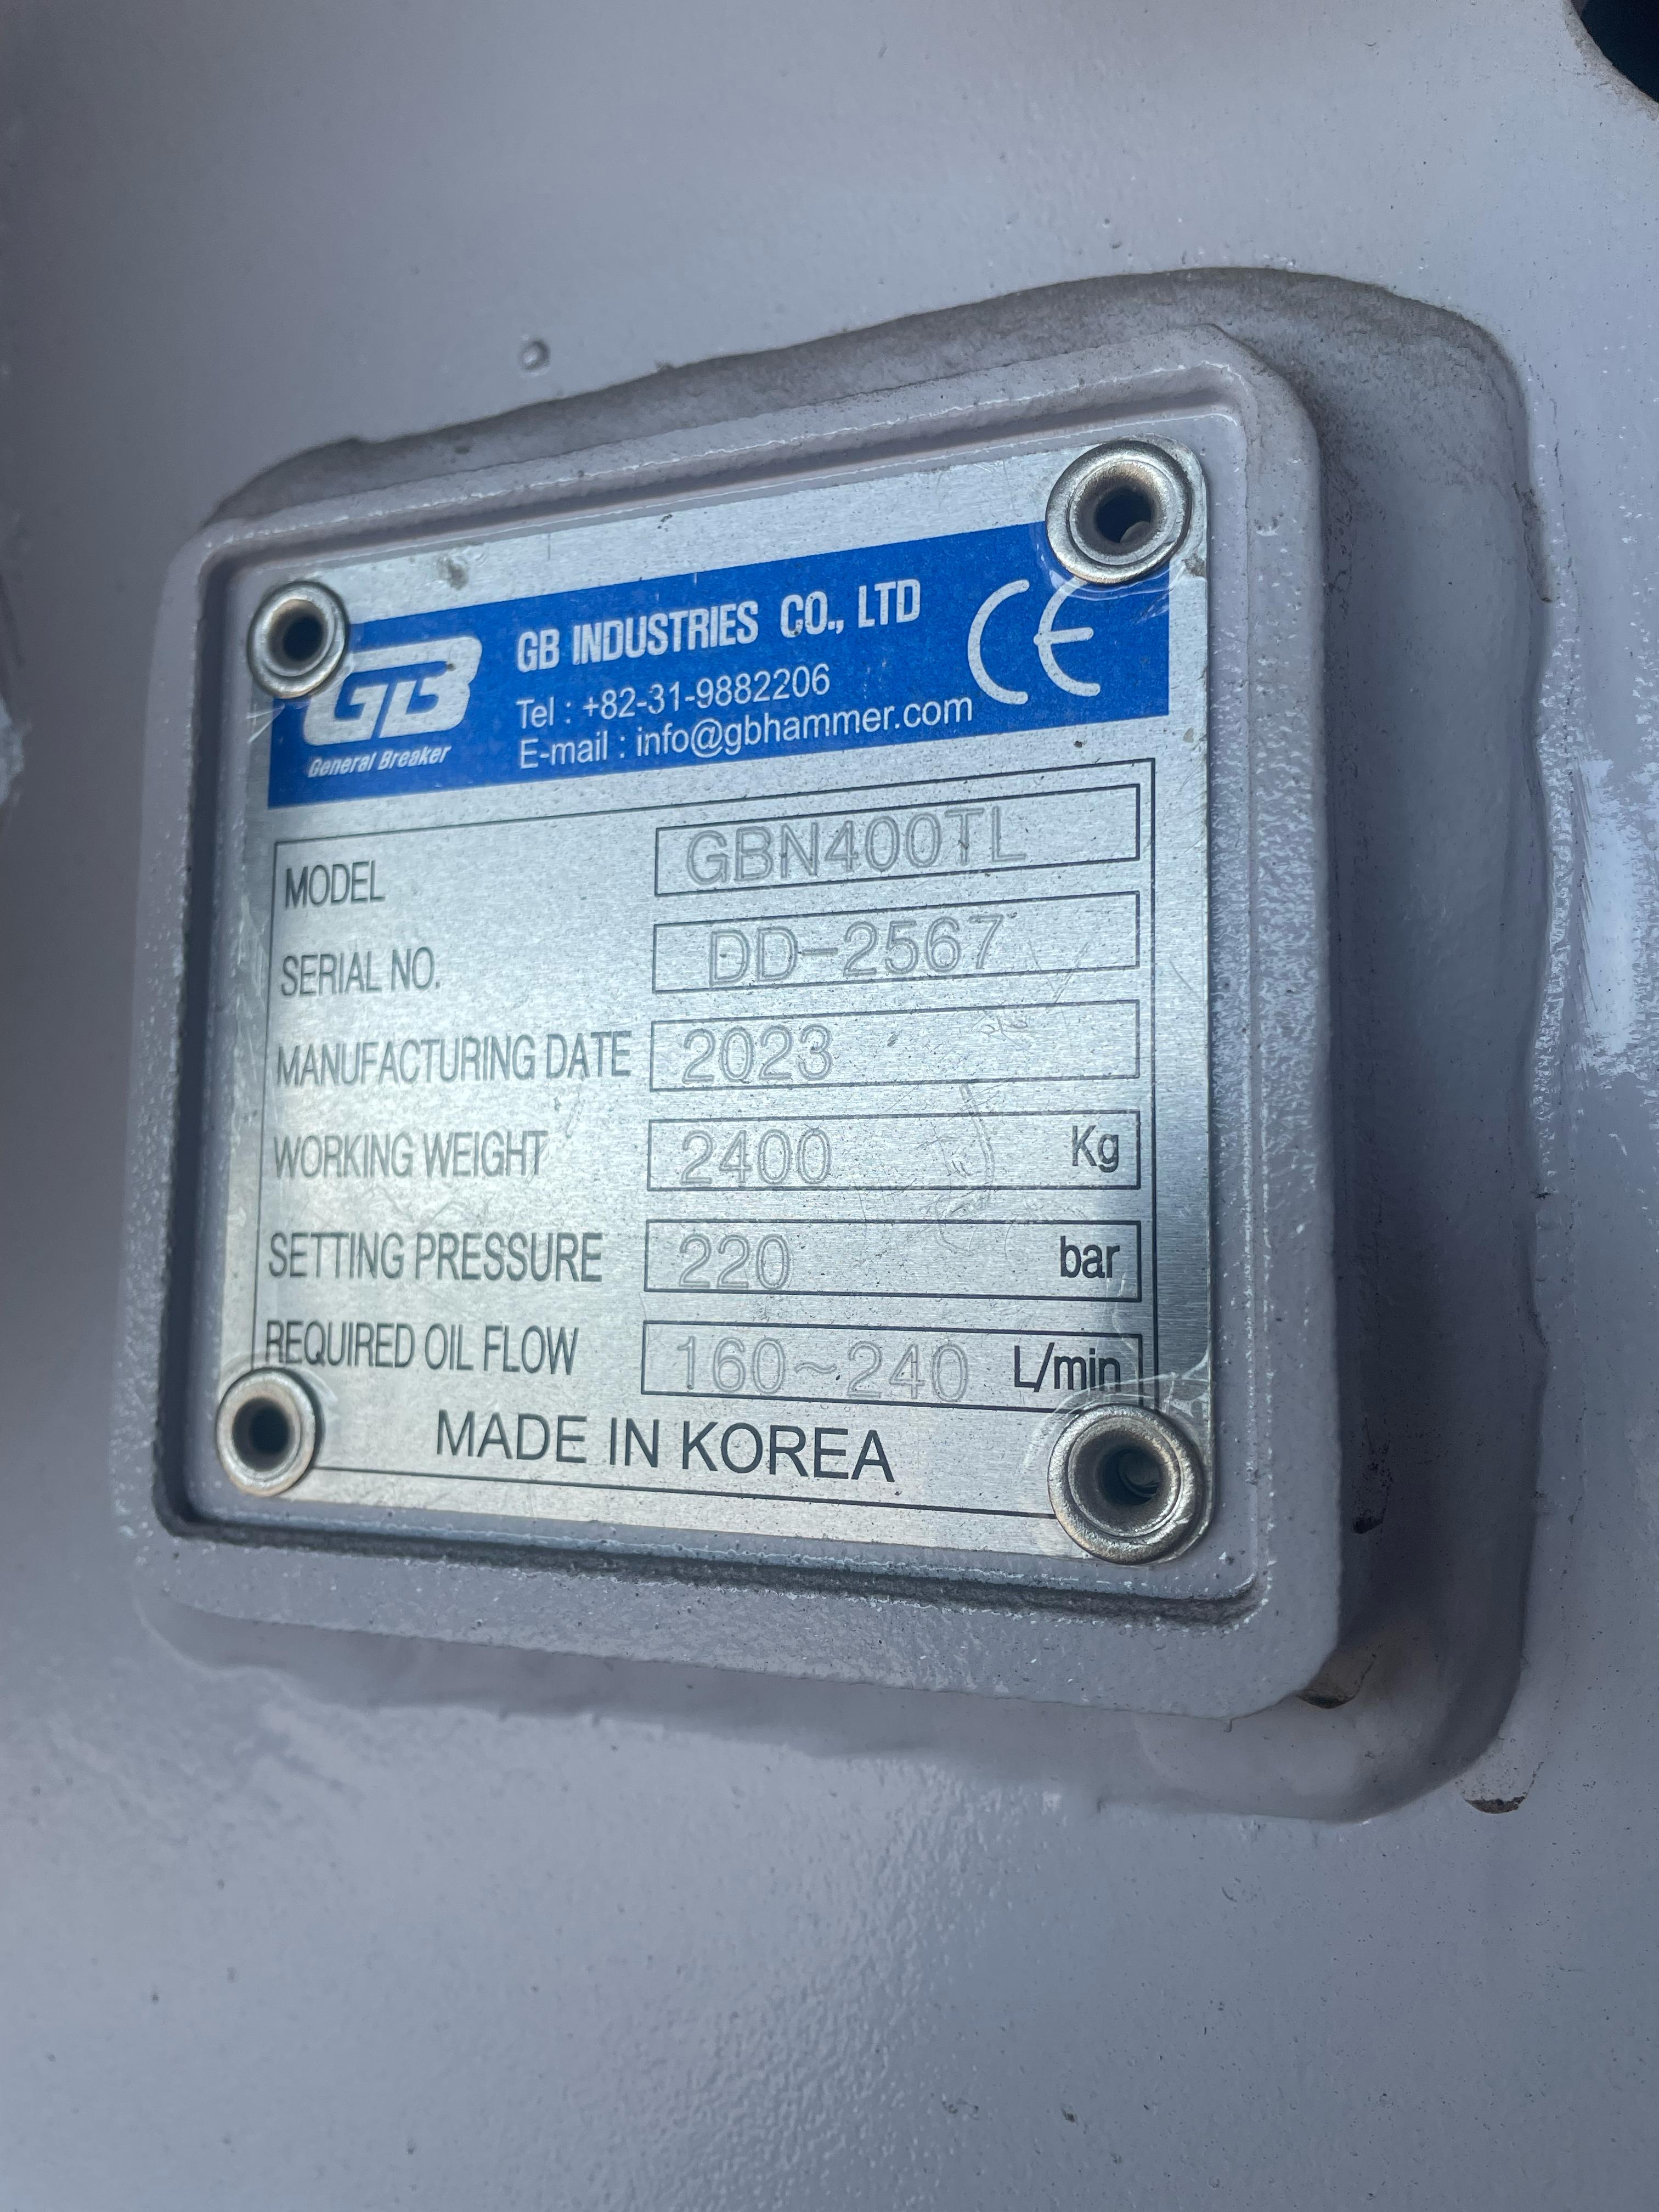 GB
General Breaker
GB INDUSTRIES CO., LTD
Tel : +82-31-9882206
E-mail : info@gbhammer.com
CE
MODEL GBN400TL
SERIAL NO. DD-2567
MANUFACTURING DATE 2023
WORKING WEIGHT 2400 Kg
SETTING PRESSURE 220 bar
REQUIRED OIL FLOW 160~240 L/min
MADE IN KOREA